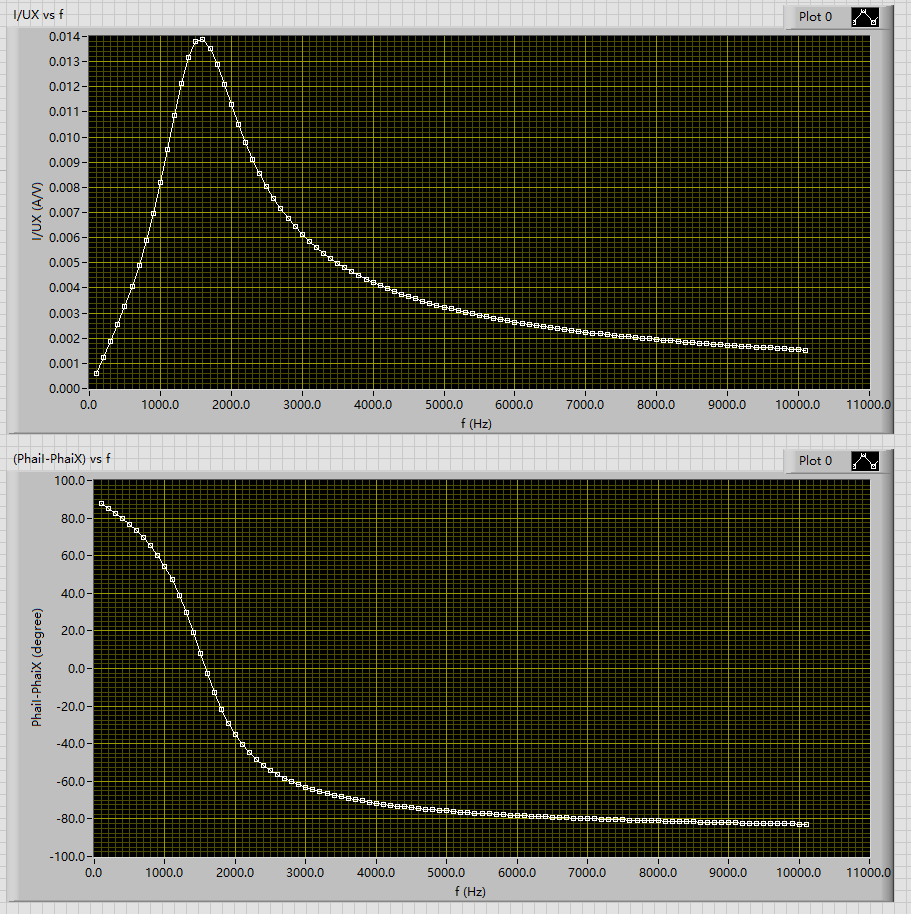 I/UX vs f
Plot 0
0.014
0.013
0.012
0.011
0.010
0.009
0.008
0.007
0.006
0.005
0.004
0.003
0.002
0.001
0.000
I/UX (A/V)
0.0 1000.0 2000.0 3000.0 4000.0 5000.0 6000.0 7000.0 8000.0 9000.0 10000.0 11000.0
f (Hz)
(PhaiI-PhaiX) vs f
Plot 0
100.0
80.0
60.0
40.0
20.0
0.0
-20.0
-40.0
-60.0
-80.0
-100.0
PhaiI-PhaiX (degree)
0.0 1000.0 2000.0 3000.0 4000.0 5000.0 6000.0 7000.0 8000.0 9000.0 10000.0 11000.0
f (Hz)